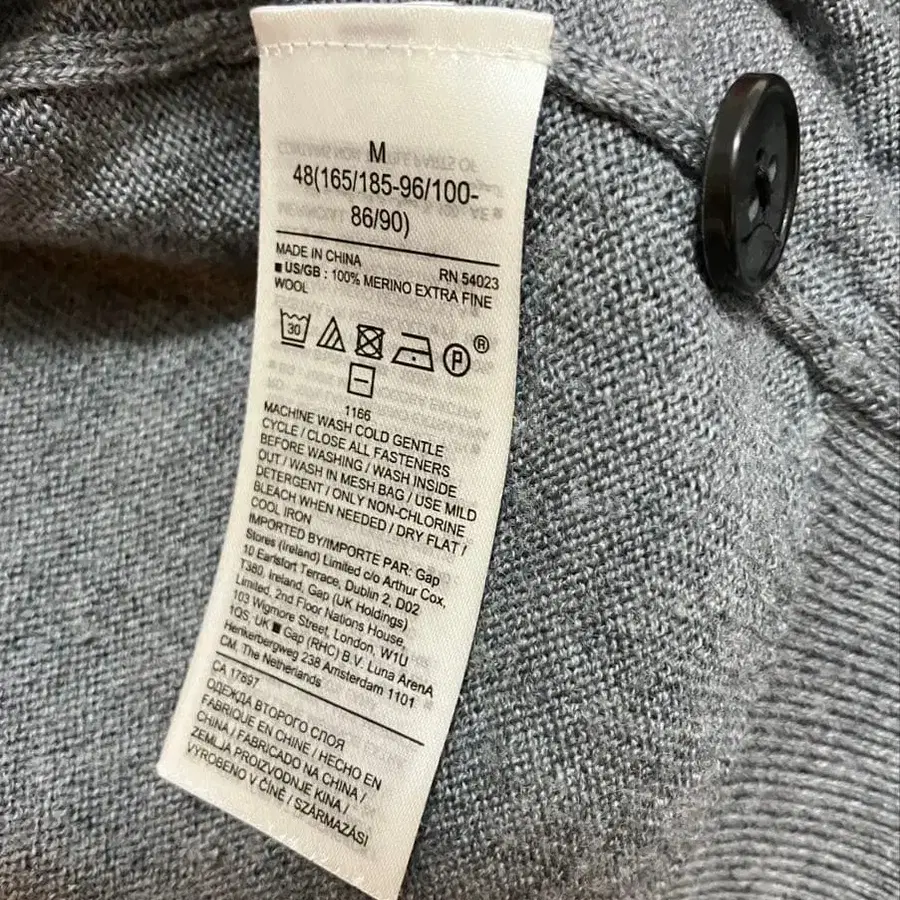 M
48(165/185-96/100-
86/90)
MADE IN CHINA RN 54023
■ US/GB : 100% MERINO EXTRA FINE
WOOL
30 P ®
1166
MACHINE WASH COLD GENTLE
CYCLE / CLOSE ALL FASTENERS
BEFORE WASHING / WASH INSIDE
OUT / WASH IN MESH BAG / USE MILD
DETERGENT / ONLY NON-CHLORINE
BLEACH WHEN NEEDED / DRY FLAT /
COOL IRON
IMPORTED BY/IMPORTE PAR: Gap
Stores (Ireland) Limited c/o Arthur Cox,
10 Earlsfort Terrace, Dublin 2, D02
T380, Ireland, Gap (UK Holdings)
Limited, 2nd Floor Nations House,
103 Wigmore Street, London, W1U
1QS, UK ■ Gap (RHC) B.V. Luna ArenA
Herikerbergweg 238 Amsterdam 1101
CM, The Netherlands
CA 17897
ОДЕЖДА ВТОРОГО СЛОЯ
FABRIQUE EN CHINE / HECHO EN
CHINA / FABRICADO NA CHINA /
ZEMLJA PROIZVODNJE KINA /
VYROBENO V ČÍNĚ / SZÁRMAZÁSI